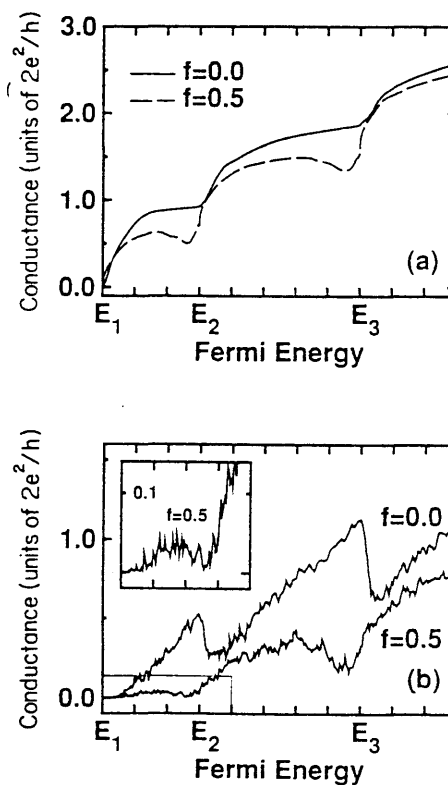 3.0
f=0.0
f=0.5
2.0
1.0
0.0
Conductance (units of 2e²/h)
(a)
E₁ E₂ E₃
Fermi Energy
0.1
f=0.5
f=0.0
1.0
f=0.5
0.0
Conductance (units of 2e²/h)
(b)
E₁ E₂ E₃
Fermi Energy